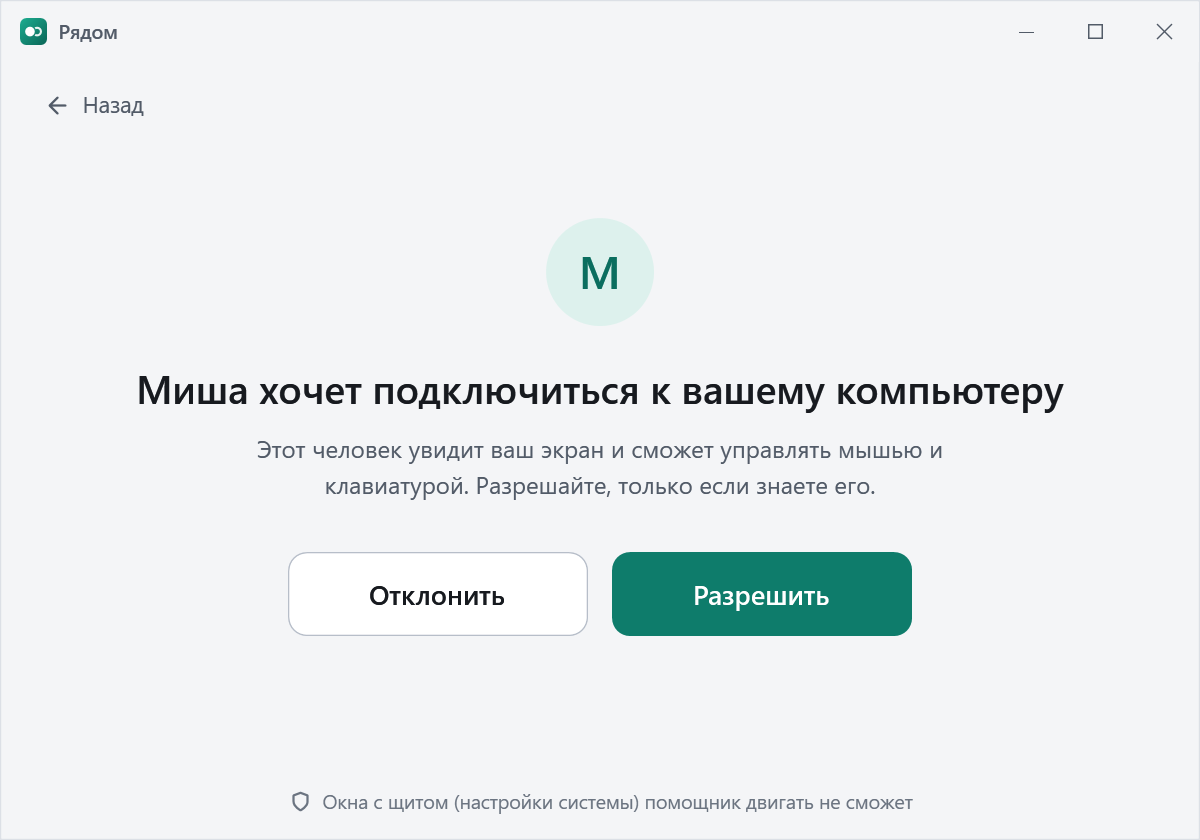 Рядом
Назад
М
Миша хочет подключиться к вашему компьютеру
Этот человек увидит ваш экран и сможет управлять мышью и
клавиатурой. Разрешайте, только если знаете его.
Отклонить
Разрешить
Окна с щитом (настройки системы) помощник двигать не сможет